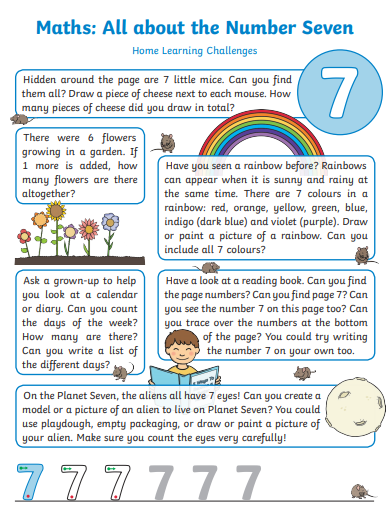 Maths: All about the Number Seven
Home Learning Challenges
7
Hidden around the page are 7 little mice. Can you find
them all? Draw a piece of cheese next to each mouse. How
many pieces of cheese did you draw in total?
There were 6 flowers
growing in a garden. If
1 more is added, how
many flowers are there
altogether?
Have you seen a rainbow before? Rainbows
can appear when it is sunny and rainy at
the same time. There are 7 colours in a
rainbow: red, orange, yellow, green, blue,
indigo (dark blue) and violet (purple). Draw
or paint a picture of a rainbow. Can you
include all 7 colours?
Ask a grown-up to help
you look at a calendar
or diary. Can you count
the days of the week?
How many are there?
Can you write a list of
the different days?
Have a look at a reading book. Can you find
the page numbers? Can you find page 7? Can
you see the number 7 on this page too? Can
you trace over the numbers at the bottom
of the page? You could try writing
the number 7 on your own too.
On the Planet Seven, the aliens all have 7 eyes! Can you create a
model or a picture of an alien to live on Planet Seven? You could
use playdough, empty packaging, or draw or paint a picture of
your alien. Make sure you count the eyes very carefully!
7 7 7 7 7 7